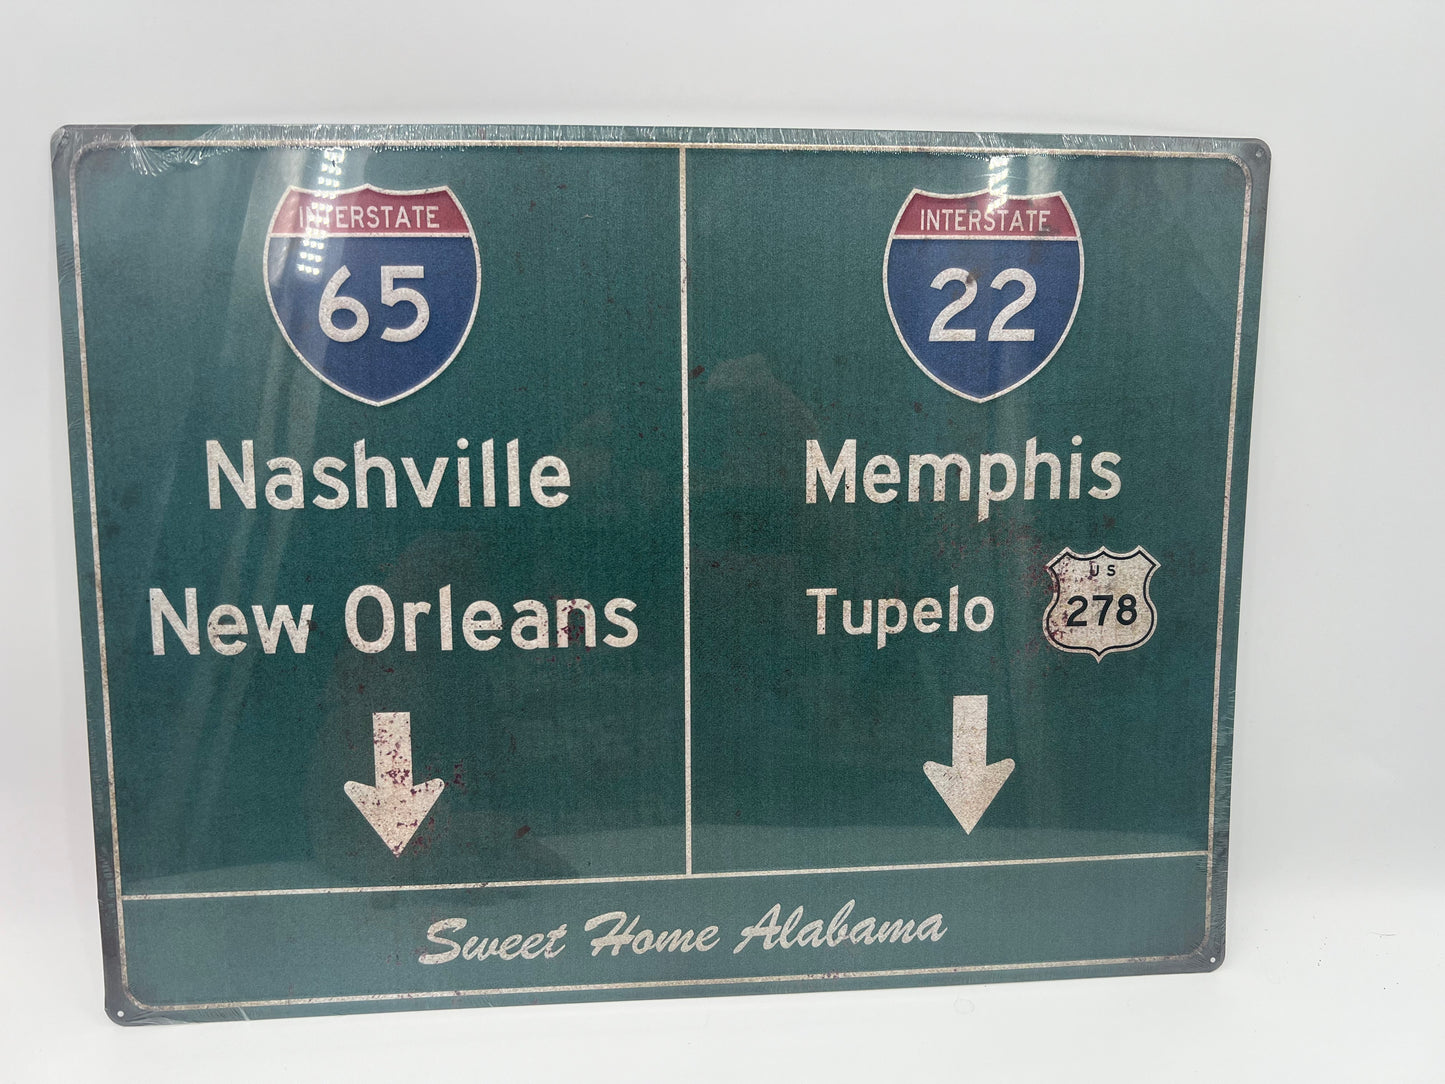 INTERSTATE
65
Nashville
New Orleans
INTERSTATE
22
Memphis
Tupelo
US
278
Sweet Home Alabama